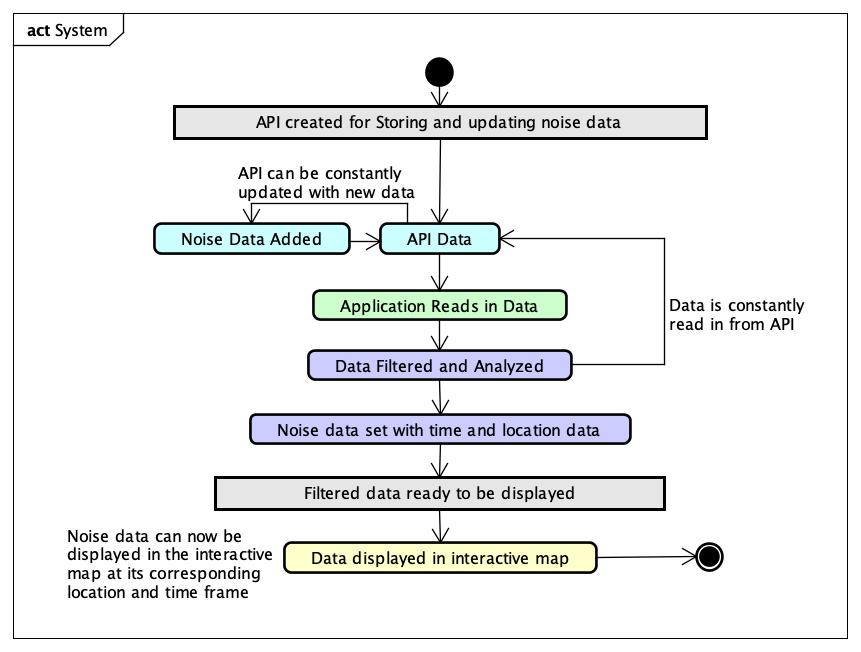 act System
API created for Storing and updating noise data
API can be constantly
updated with new data
Noise Data Added
API Data
Application Reads in Data
Data is constantly
read in from API
Data Filtered and Analyzed
Noise data set with time and location data
Filtered data ready to be displayed
Noise data can now be
displayed in the interactive
map at its corresponding
location and time frame
Data displayed in interactive map